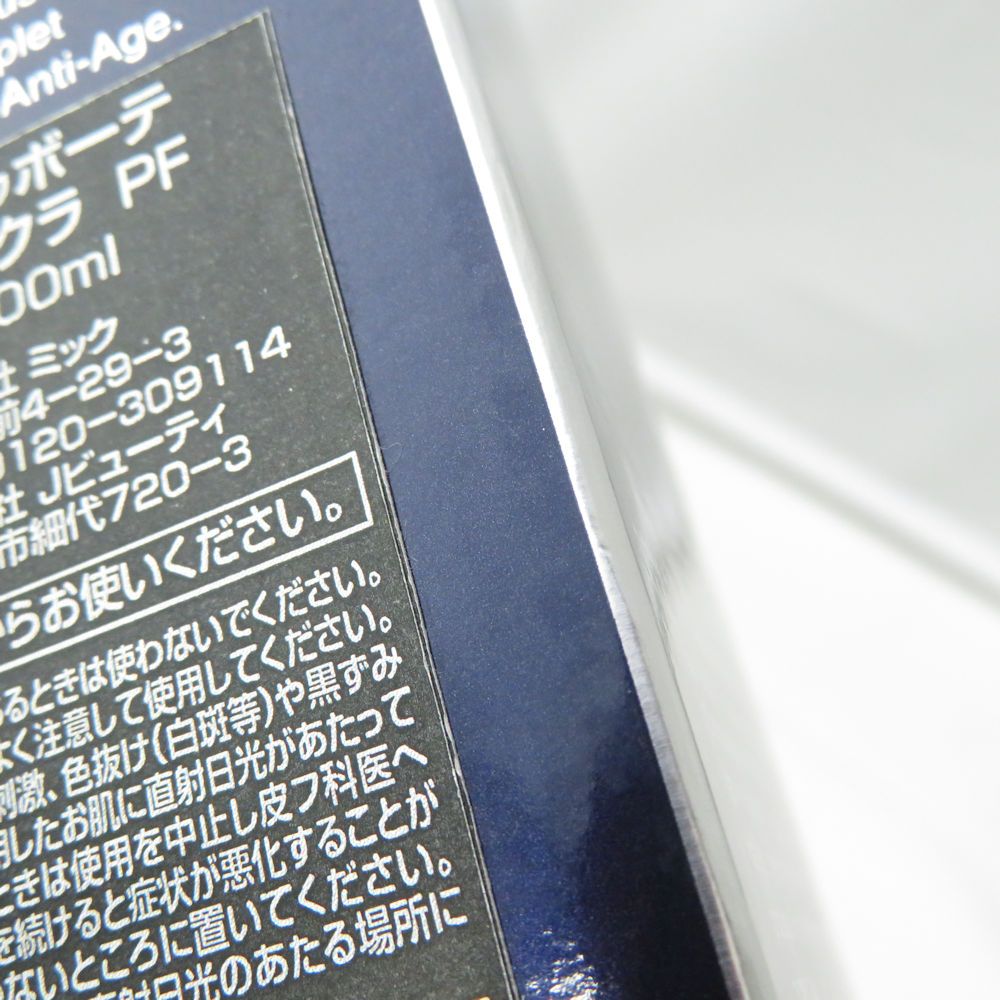 plet
Anti-Age.
ボーテ
クラ PF
00ml
社 ミック
前4-29-3
0120-309114
社 Jビューティ
市細代720-3
からお使いください。
あるときは使わないでください。
よく注意して使用してください。
刺激、色抜け(白斑等)や黒ずみ
用したお肌に直射日光があたって
ときは使用を中止し皮フ科医へ
を続けると症状が悪化することが
ないところに置いてください。
直射日光のあたる場所に